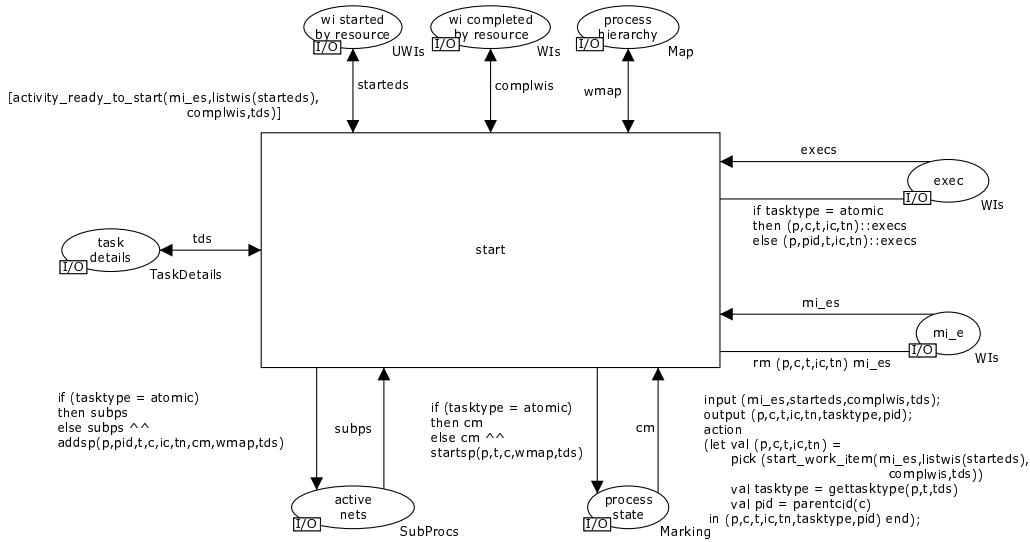 wi started
by resource
I/O
UWIs
wi completed
by resource
I/O
WIs
process
hierarchy
I/O
Map
starteds
complwis
wmap
[activity_ready_to_start(mi_es,listwis(starteds),
complwis,tds)]
execs
exec
I/O
WIs
if tasktype = atomic
then (p,c,t,ic,tn)::execs
else (p,pid,t,ic,tn)::execs
task
details
I/O
TaskDetails
tds
start
mi_es
mi_e
I/O
WIs
rm (p,c,t,ic,tn) mi_es
if (tasktype = atomic)
then subps
else subps ^^
addsp(p,pid,t,c,ic,tn,cm,wmap,tds)
subps
if (tasktype = atomic)
then cm
else cm ^^
startsp(p,t,c,wmap,tds)
cm
input (mi_es,starteds,complwis,tds);
output (p,c,t,ic,tn,tasktype,pid);
action
(let val (p,c,t,ic,tn) =
pick (start_work_item(mi_es,listwis(starteds),
complwis,tds))
val tasktype = gettasktype(p,t,tds)
val pid = parentcid(c)
in (p,c,t,ic,tn,tasktype,pid) end);
active
nets
I/O
SubProcs
process
state
I/O
Marking